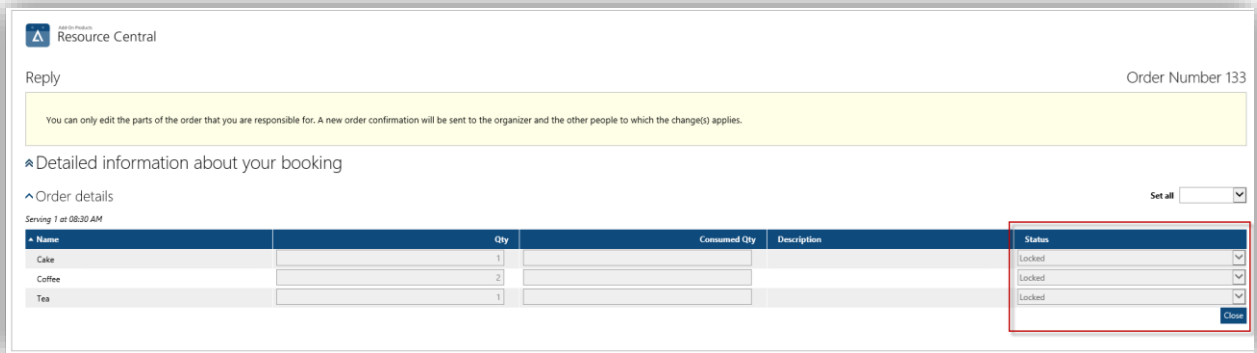 Add-On Products
Resource Central
Reply
Order Number 133
You can only edit the parts of the order that you are responsible for. A new order confirmation will be sent to the organizer and the other people to which the change(s) applies.
Detailed information about your booking
Order details
Set all
Serving 1 at 08:30 AM
Name Qty Consumed Qty Description Status
Cake 1 Locked
Coffee 2 Locked
Tea 1 Locked
Close